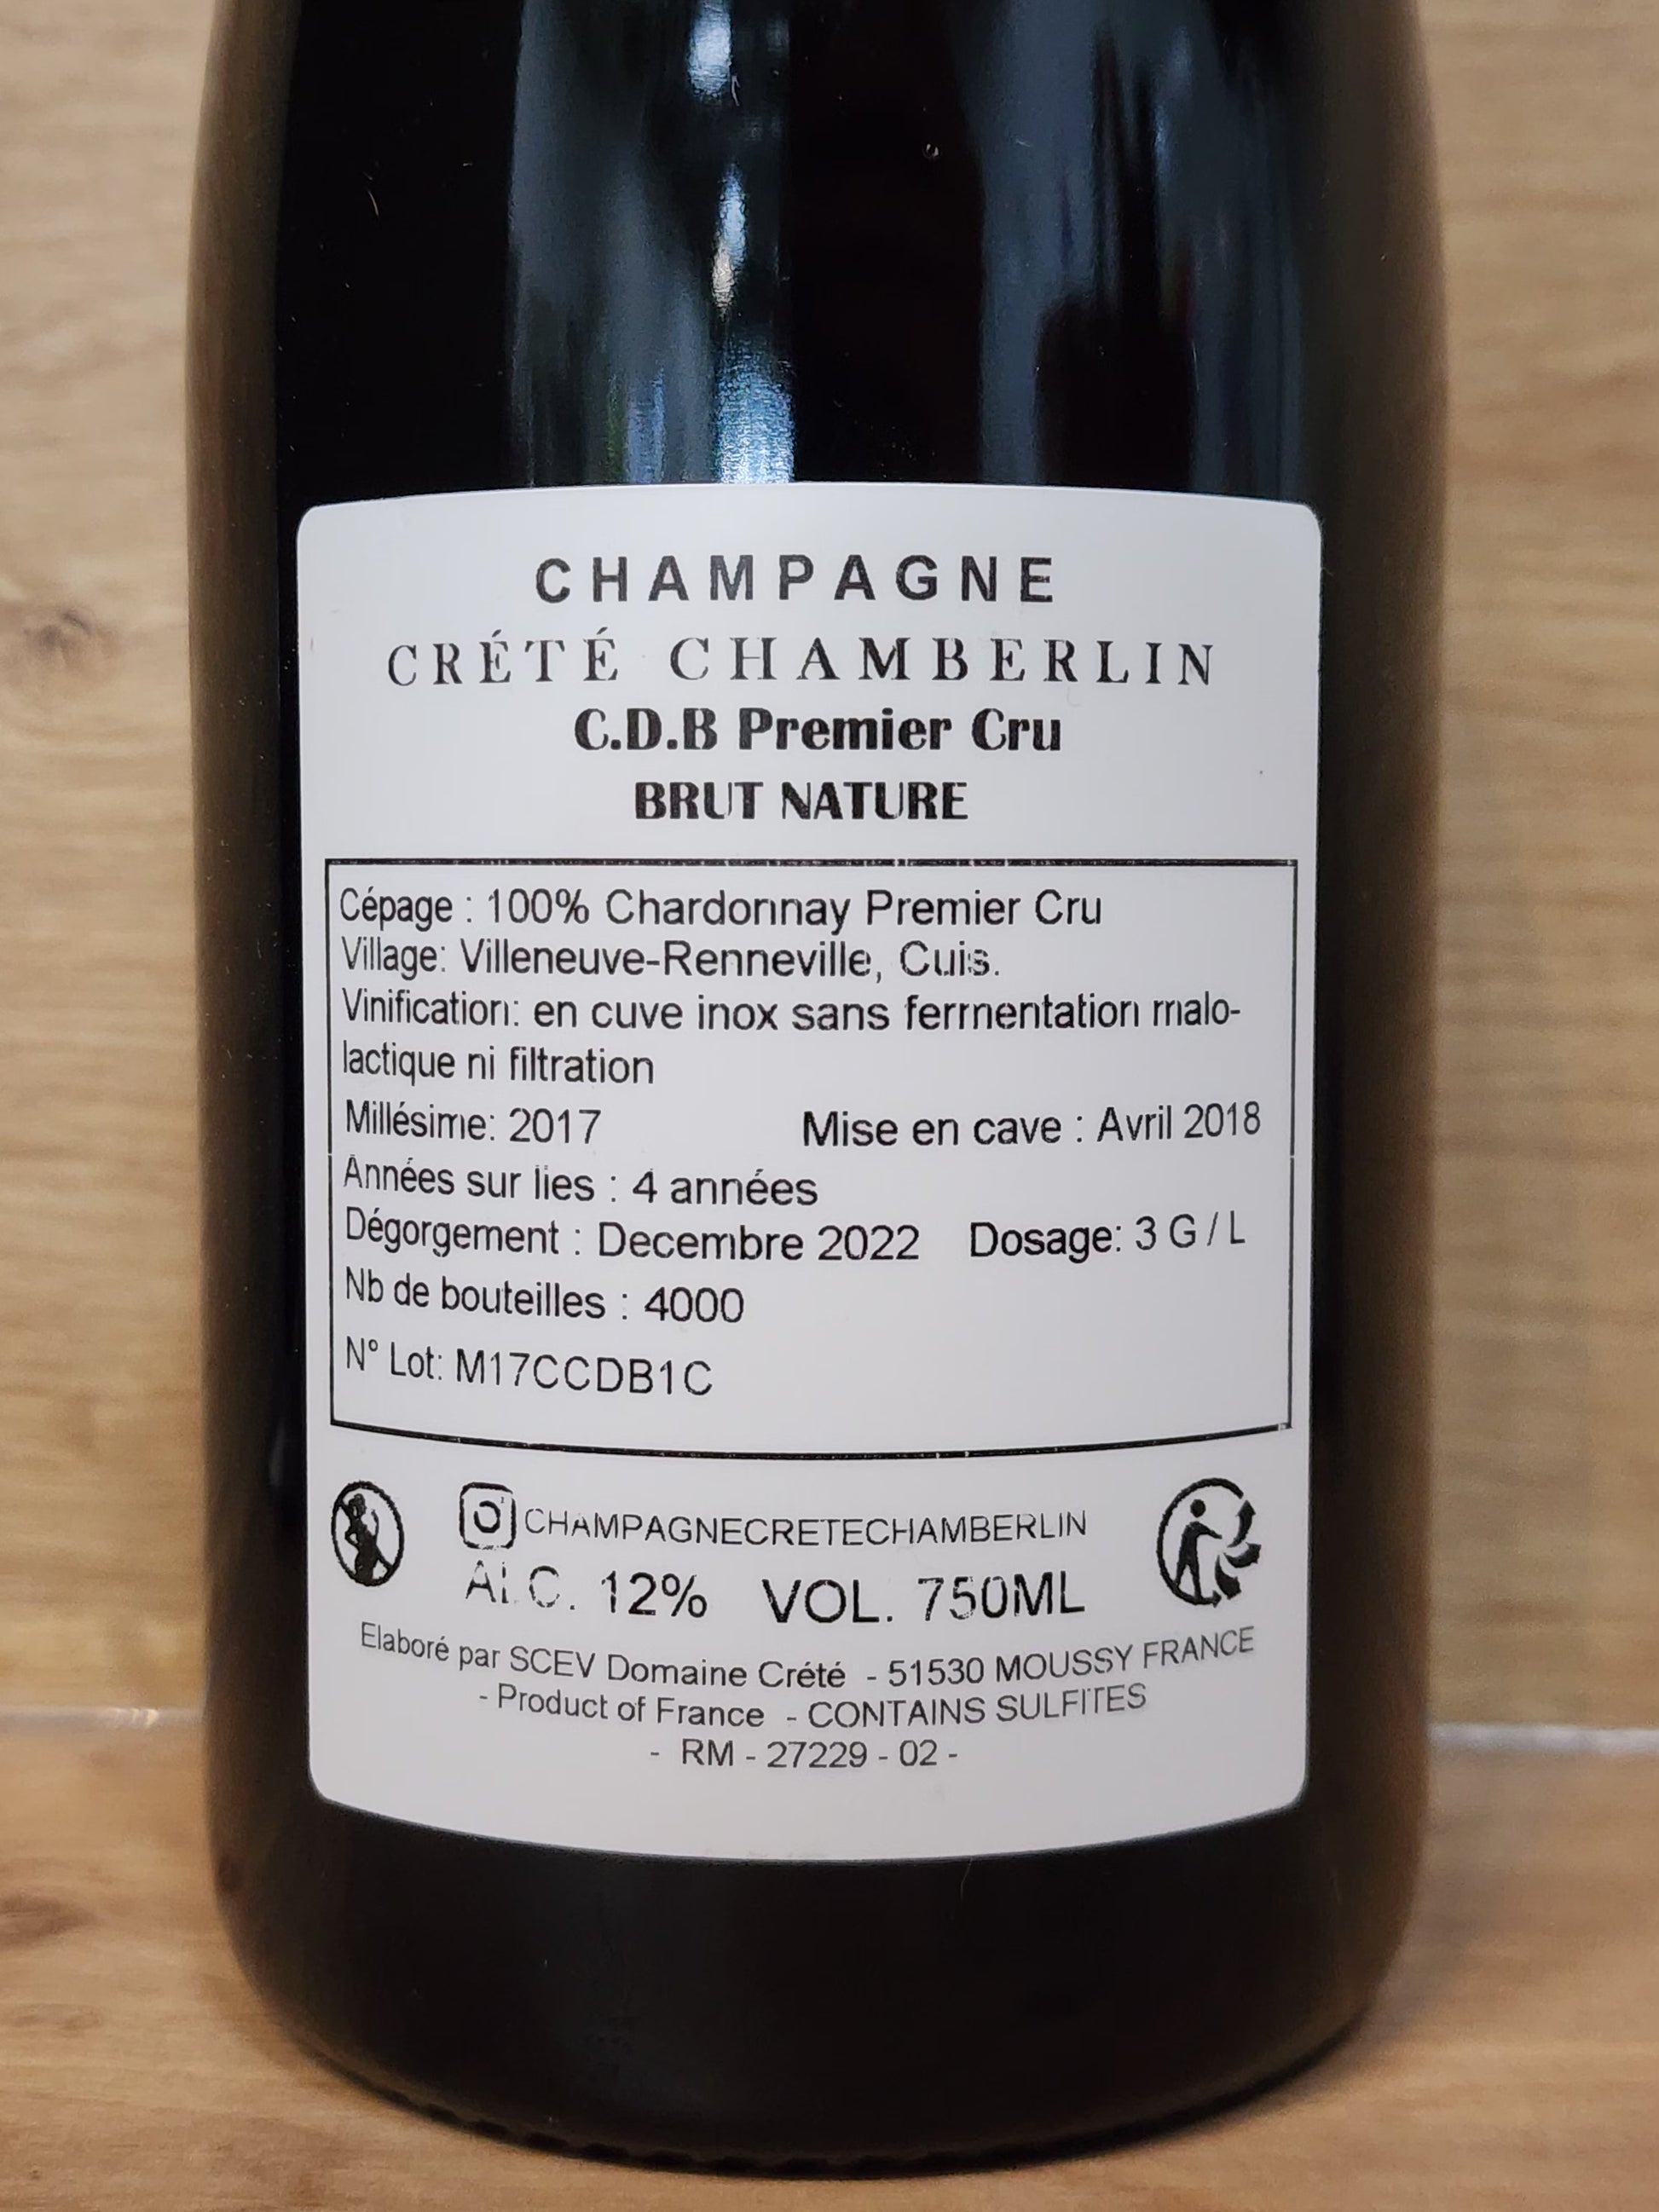 CHAMPAGNE
CRÉTÉ CHAMBERLIN
C.D.B Premier Cru
BRUT NATURE
Cépage : 100% Chardonnay Premier Cru
Village: Villeneuve-Renneville, Cuis.
Vinification: en cuve inox sans fermentation malo-
lactique ni filtration
Millésime: 2017 Mise en cave : Avril 2018
Années sur lies : 4 années
Dégorgement : Decembre 2022 Dosage: 3 G / L
Nb de bouteilles : 4000
N° Lot: M17CCDB1C
CHAMPAGNECRETECHAMBERLIN
ALC. 12% VOL. 750ML
Elaboré par SCEV Domaine Crété - 51530 MOUSSY FRANCE
- Product of France - CONTAINS SULFITES
- RM - 27229 - 02 -